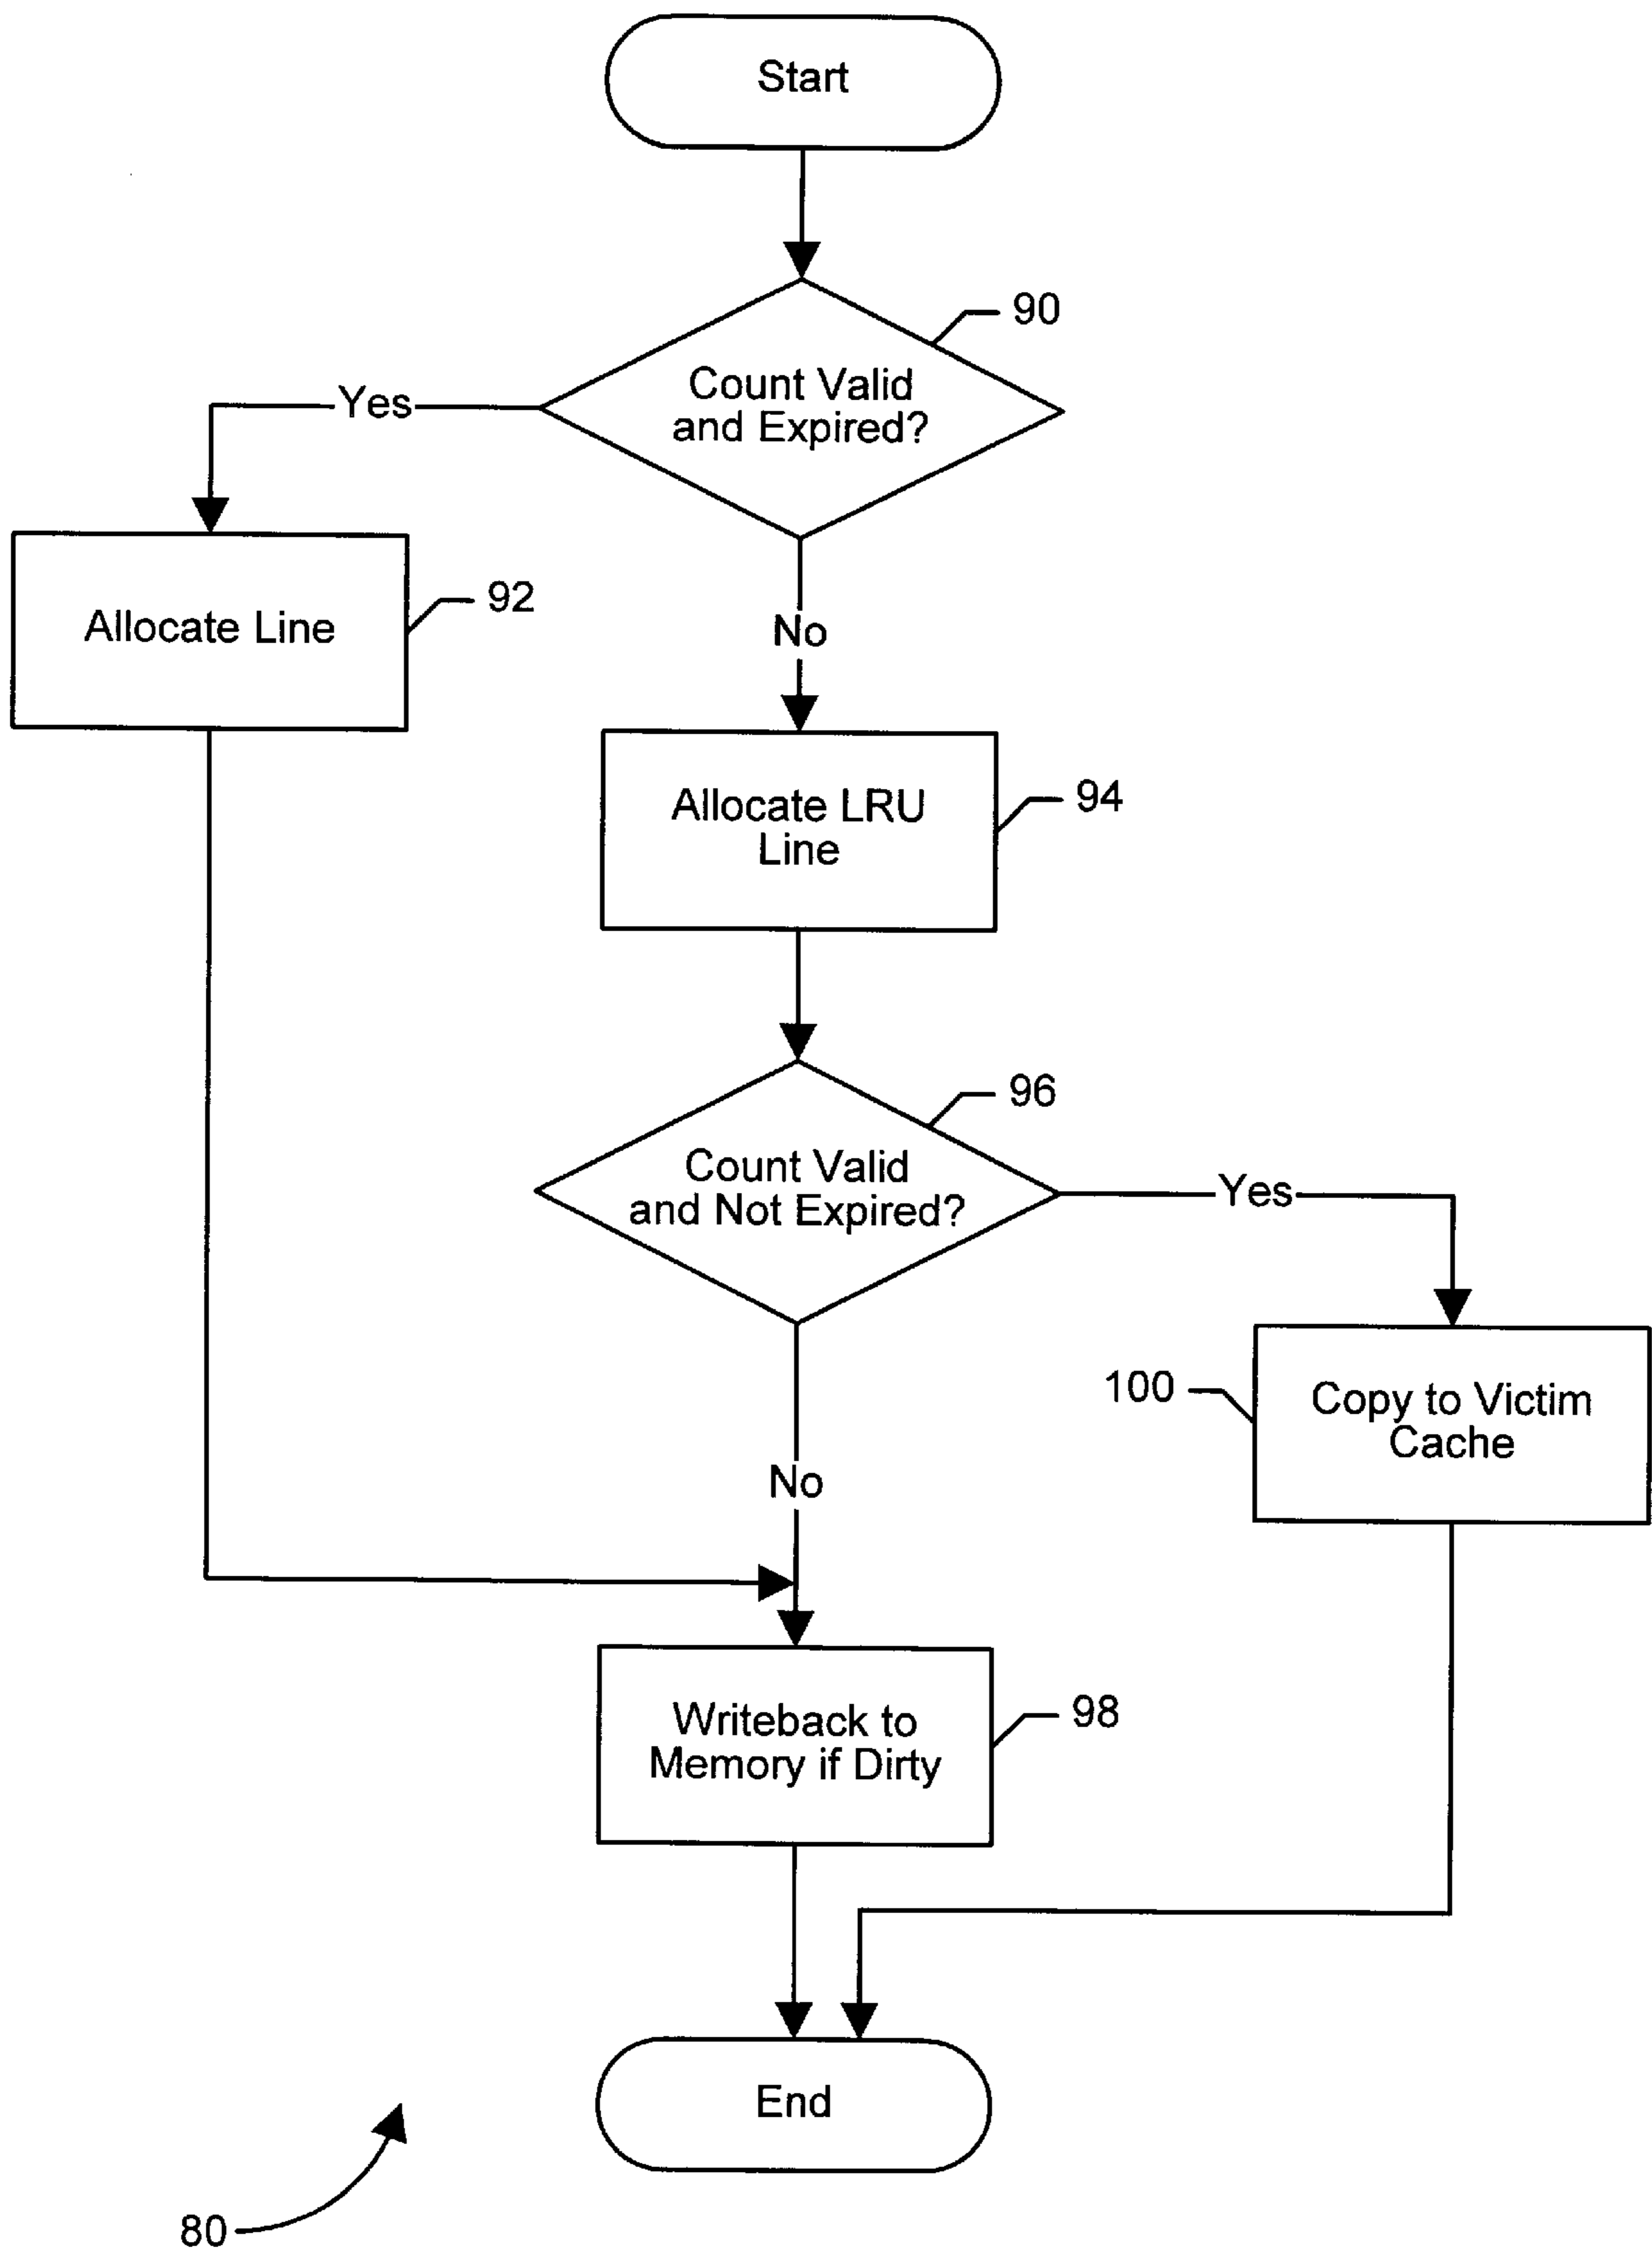 Start
90
Count Valid
and Expired?
Yes
92
Allocate Line
No
94
Allocate LRU
Line
96
Count Valid
and Not Expired?
Yes
100
Copy to Victim
Cache
No
98
Writeback to
Memory if Dirty
End
80